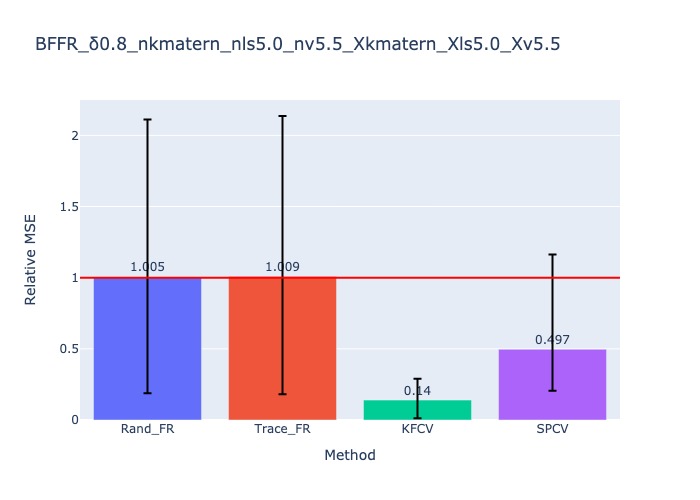 BFFR_δ0.8_nkmatern_nls5.0_nv5.5_Xkmatern_Xls5.0_Xv5.5
2
1.5
1
0.5
0
Relative MSE
1.005
1.009
0.14
0.497
Rand_FR
Trace_FR
KFCV
SPCV
Method